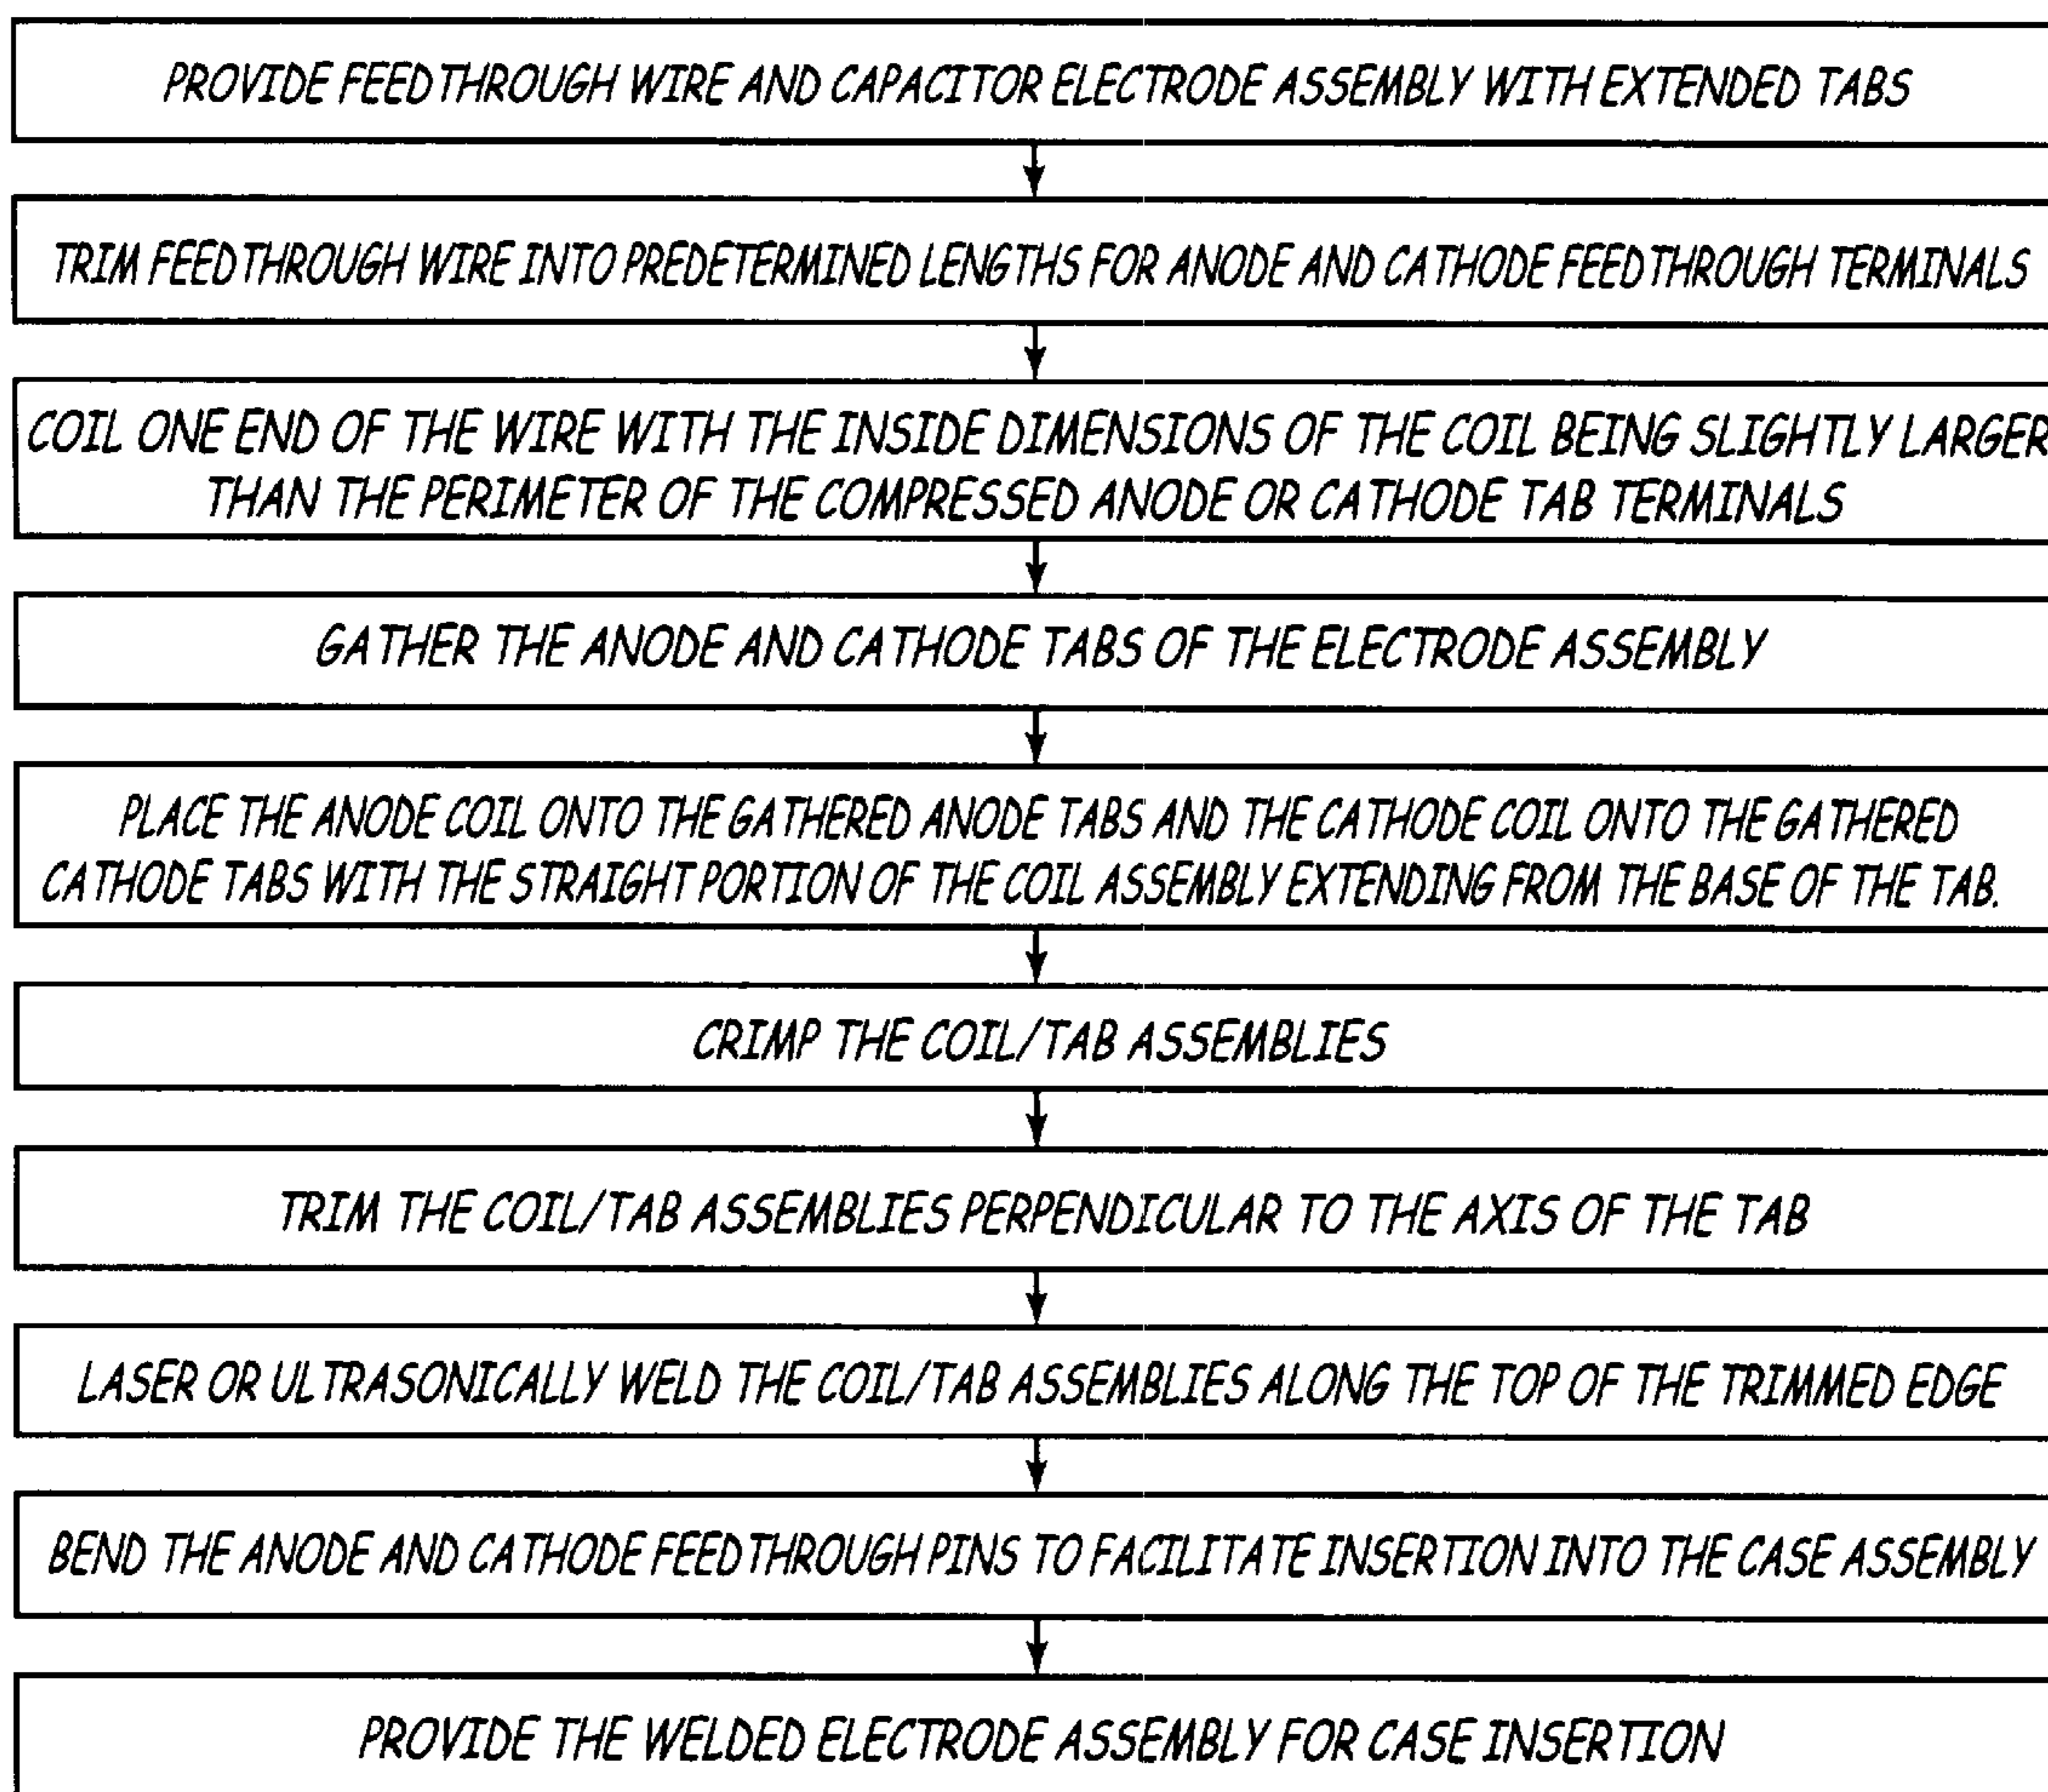 PROVIDE FEEDTHROUGH WIRE AND CAPACITOR ELECTRODE ASSEMBLY WITH EXTENDED TABS
TRIM FEEDTHROUGH WIRE INTO PREDETERMINED LENGTHS FOR ANODE AND CATHODE FEEDTHROUGH TERMINALS
COIL ONE END OF THE WIRE WITH THE INSIDE DIMENSIONS OF THE COIL BEING SLIGHTLY LARGER
THAN THE PERIMETER OF THE COMPRESSED ANODE OR CATHODE TAB TERMINALS
GATHER THE ANODE AND CATHODE TABS OF THE ELECTRODE ASSEMBLY
PLACE THE ANODE COIL ONTO THE GATHERED ANODE TABS AND THE CATHODE COIL ONTO THE GATHERED
CATHODE TABS WITH THE STRAIGHT PORTION OF THE COIL ASSEMBLY EXTENDING FROM THE BASE OF THE TAB.
CRIMP THE COIL/TAB ASSEMBLIES
TRIM THE COIL/TAB ASSEMBLIES PERPENDICULAR TO THE AXIS OF THE TAB
LASER OR ULTRASONICALLY WELD THE COIL/TAB ASSEMBLIES ALONG THE TOP OF THE TRIMMED EDGE
BEND THE ANODE AND CATHODE FEEDTHROUGH PINS TO FACILITATE INSERTION INTO THE CASE ASSEMBLY
PROVIDE THE WELDED ELECTRODE ASSEMBLY FOR CASE INSERTION